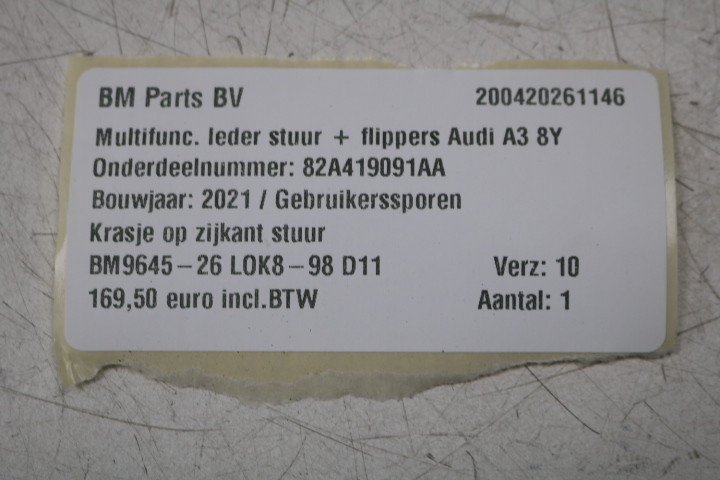 BM Parts BV 200420261146
Multifunc. leder stuur + flippers Audi A3 8Y
Onderdeelnummer: 82A419091AA
Bouwjaar: 2021 / Gebruikerssporen
Krasje op zijkant stuur
BM9645-26 LOK8-98 D11 Verz: 10
169,50 euro incl.BTW Aantal: 1